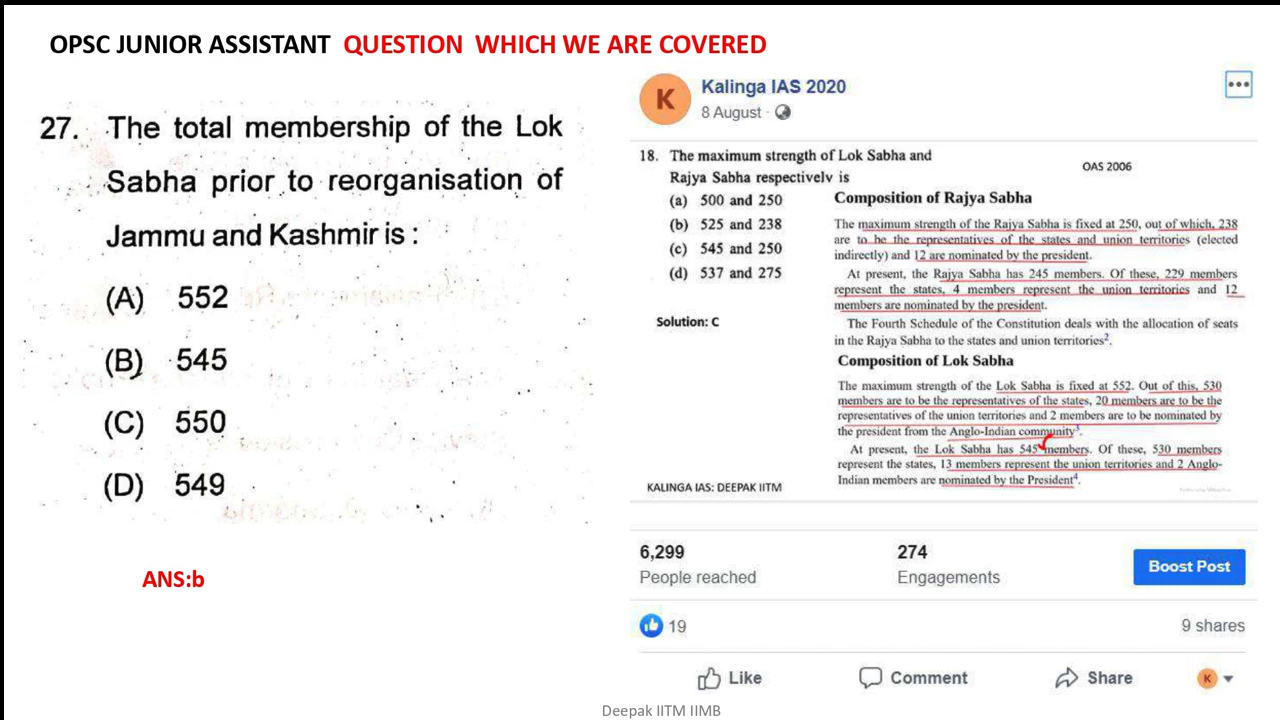 OPSC JUNIOR ASSISTANT QUESTION WHICH WE ARE COVERED
27. The total membership of the Lok
Sabha prior to reorganisation of
Jammu and Kashmir is :
(A) 552
(B) 545
(C) 550
(D) 549
ANS:b
K
Kalinga IAS 2020
8 August ·
18. The maximum strength of Lok Sabha and
Rajya Sabha respectively is
(a) 500 and 250
(b) 525 and 238
(c) 545 and 250
(d) 537 and 275
Solution: C
KALINGA IAS: DEEPAK IITM
OAS 2006
Composition of Rajya Sabha
The maximum strength of the Rajya Sabha is fixed at 250, out of which, 238
are to be the representatives of the states and union territories (elected
indirectly) and 12 are nominated by the president.
At present, the Rajya Sabha has 245 members. Of these, 229 members
represent the states, 4 members represent the union territories and 12
members are nominated by the president.
The Fourth Schedule of the Constitution deals with the allocation of seats
in the Rajya Sabha to the states and union territories².
Composition of Lok Sabha
The maximum strength of the Lok Sabha is fixed at 552. Out of this, 530
members are to be the representatives of the states, 20 members are to be the
representatives of the union territories and 2 members are to be nominated by
the president from the Anglo-Indian community³.
At present, the Lok Sabha has 545 members. Of these, 530 members
represent the states, 13 members represent the union territories and 2 Anglo-
Indian members are nominated by the President⁴.
6,299
People reached
274
Engagements
Boost Post
19
9 shares
Like
Comment
Share
K
Deepak IITM IIMB